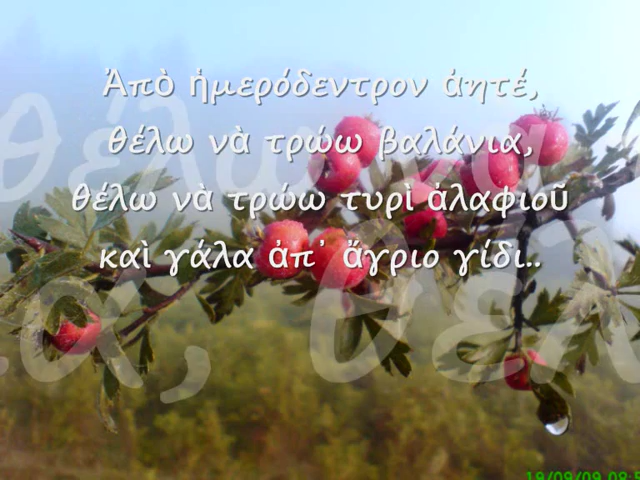 Ἀπὸ ἡμερόδεντρον ἀητέ,
θέλω νὰ τρώω βαλάνια,
θέλω νὰ τρώω τυρὶ ἀλαφιοῦ
καὶ γάλα ἀπ᾿ ἄγριο γίδι..